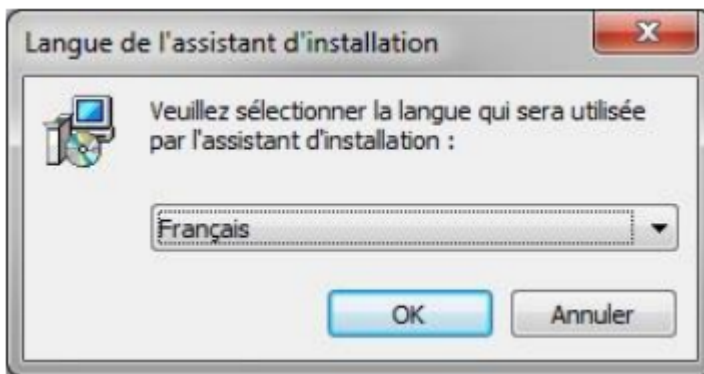 Langue de l'assistant d'installation
Veuillez sélectionner la langue qui sera utilisée
par l'assistant d'installation :
Français
OK
Annuler